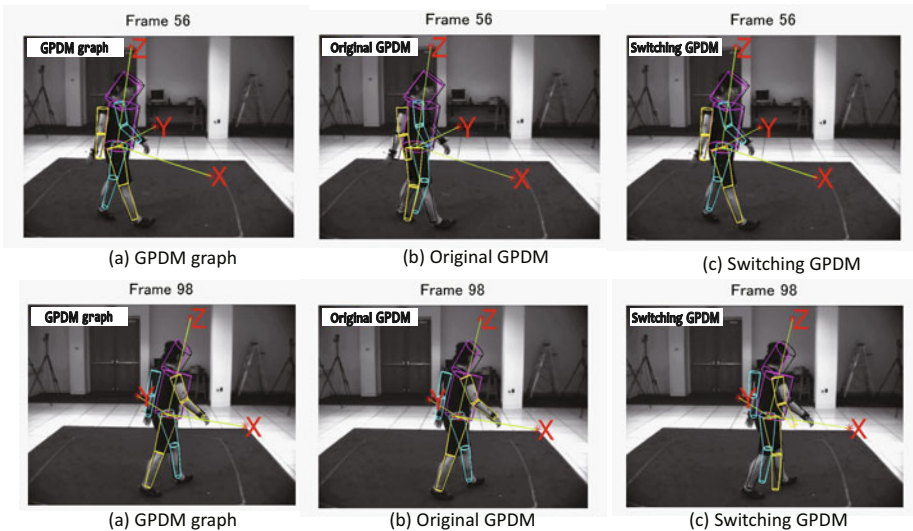 Frame 56 Frame 56 Frame 56
GPDM graph Original GPDM Switching GPDM
Z Z Z
Y Y Y
X X X
(a) GPDM graph (b) Original GPDM (c) Switching GPDM
Frame 98 Frame 98 Frame 98
GPDM graph Original GPDM Switching GPDM
Z Z Z
Y Y Y
X X X
(a) GPDM graph (b) Original GPDM (c) Switching GPDM